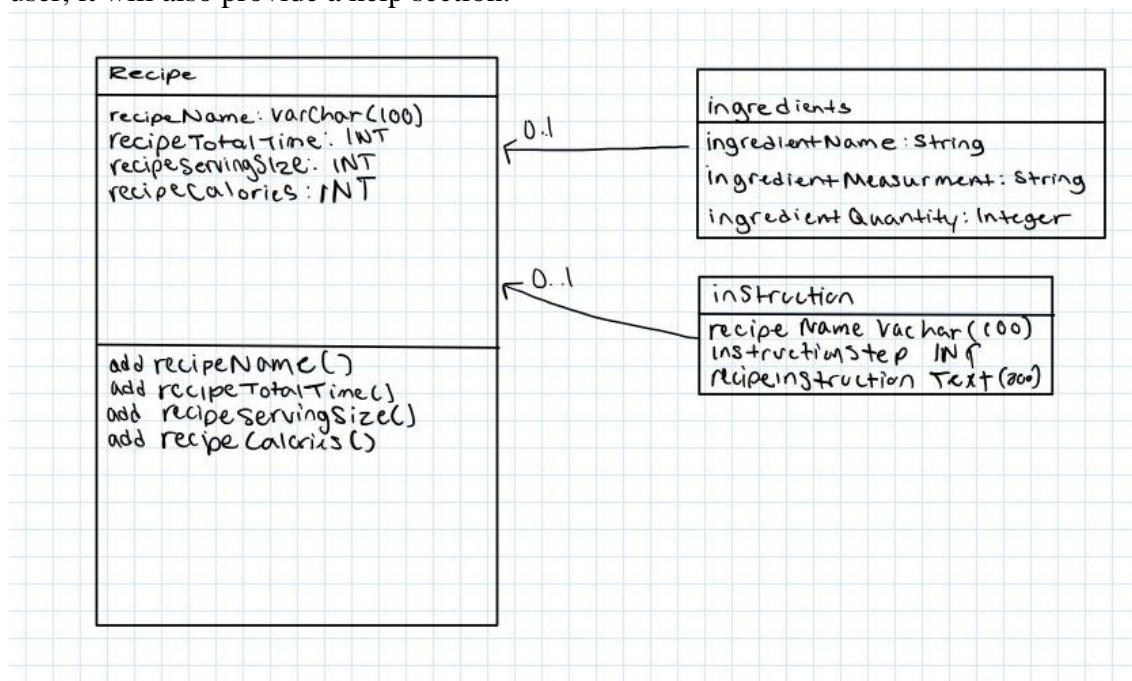 user, it will also provide a help section.
Recipe
recipeName: varChar(100)
recipeTotalTime: INT
recipeServingSize: INT
recipeCalories: INT
add recipeName()
add recipeTotalTime()
add recipeServingSize()
add recipeCalories()
0.1
ingredients
ingredientName: String
ingredientMeasurment: String
ingredientQuantity: Integer
0..1
instruction
recipe Name Vachar(100)
instructionstep INT
recipeinstruction Text(200)